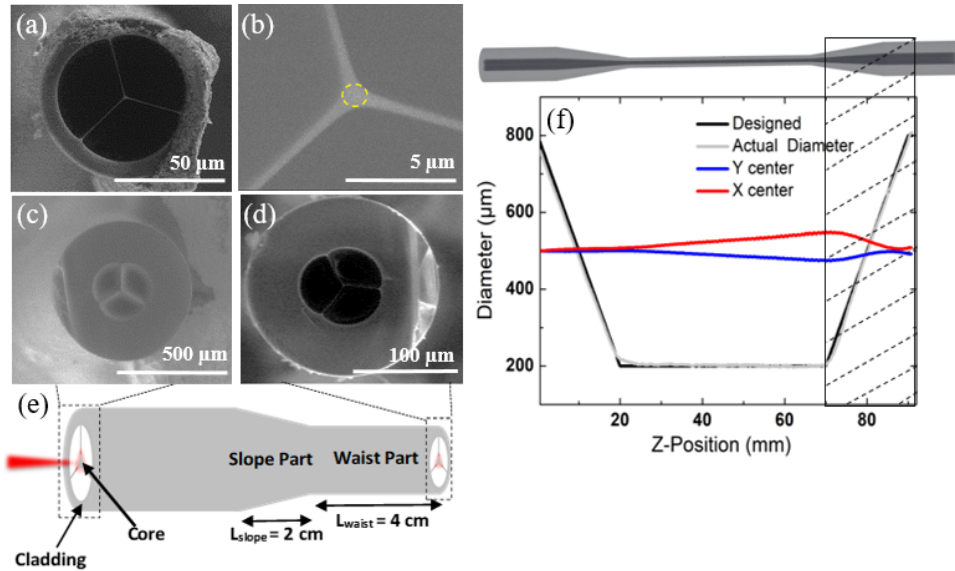 (a)
50 µm
(b)
5 µm
(c)
500 µm
(d)
100 µm
(e)
Slope Part
Waist Part
Lslope = 2 cm
Lwaist = 4 cm
Core
Cladding
(f)
Designed
Actual Diameter
Y center
X center
Diameter (µm)
800
600
400
200
0
20
40
60
80
Z-Position (mm)